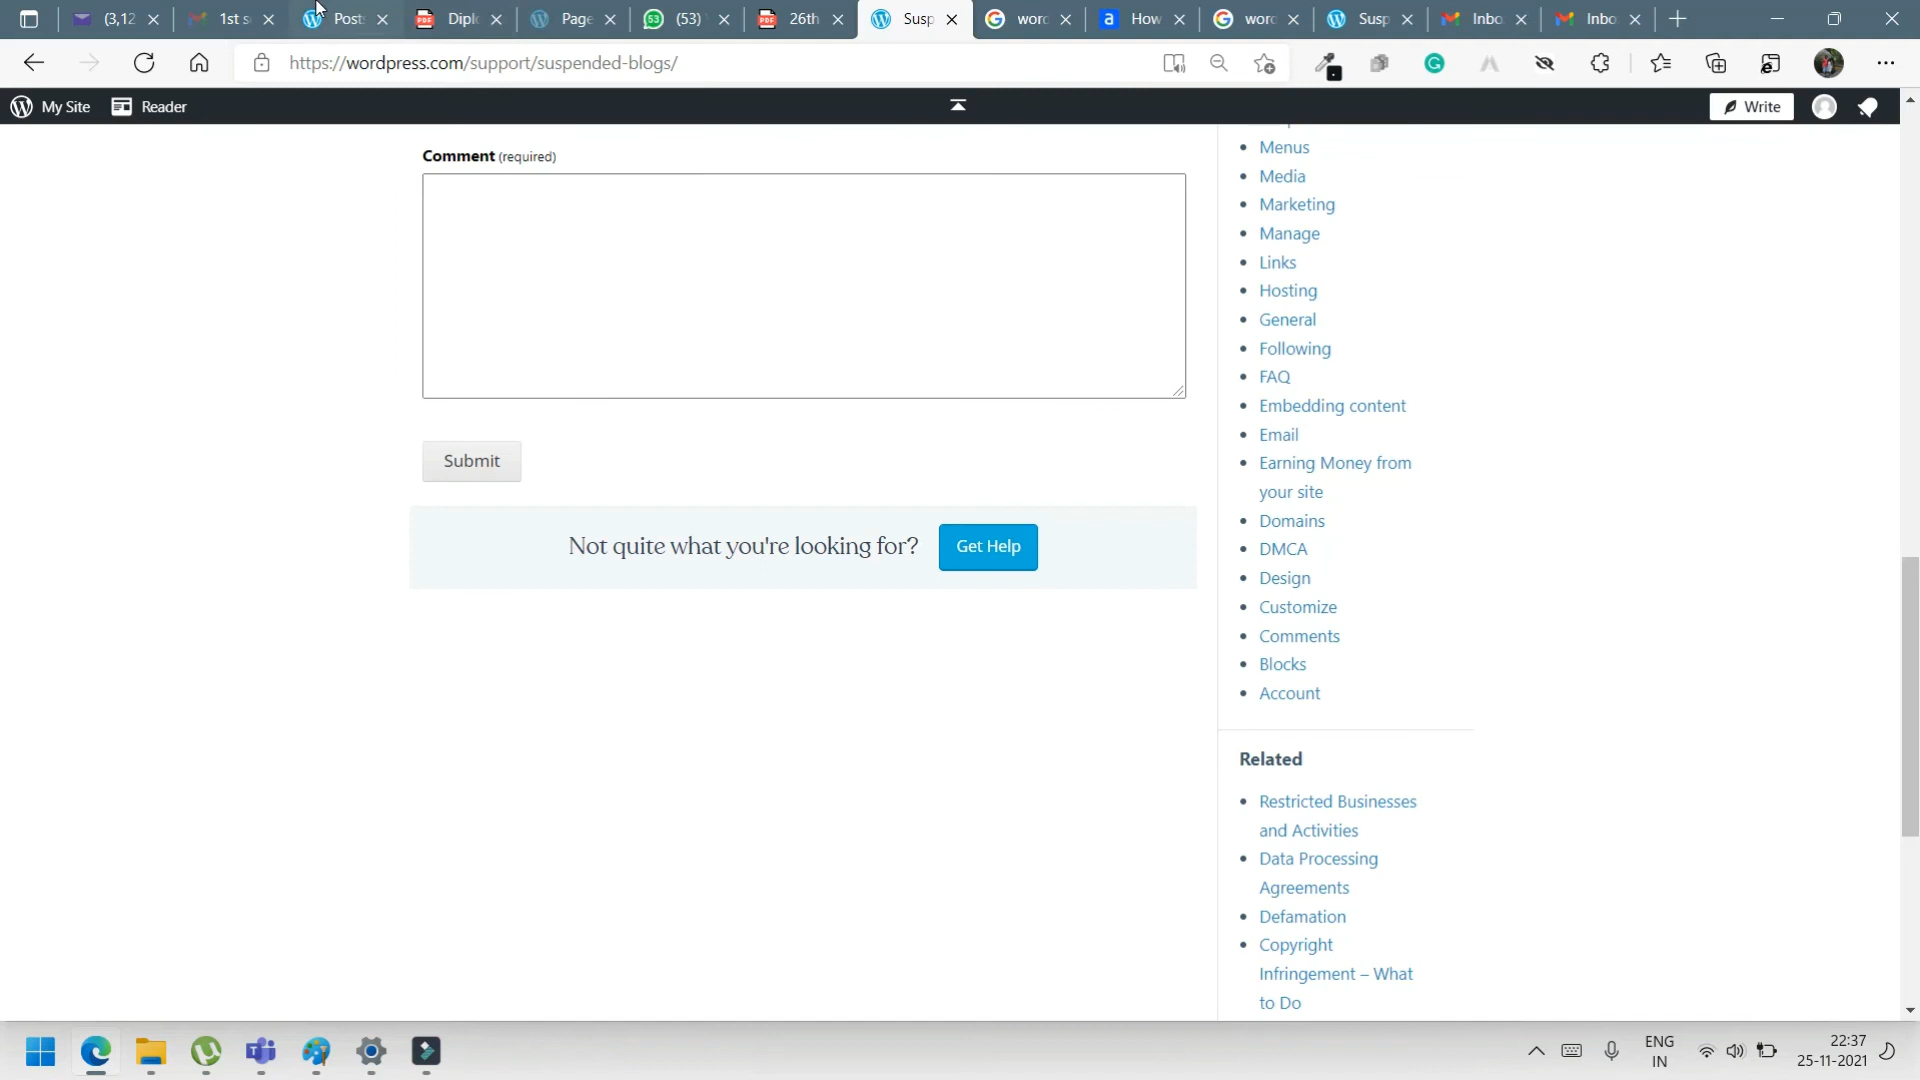 (3,12
1st s
Posts
Diplo
Page
(53)
26th
Susp
word
How
word
Susp
Inbo
Inbo
https://wordpress.com/support/suspended-blogs/
My Site
Reader
Write
Comment (required)
Submit
Not quite what you're looking for?
Get Help
Menus
Media
Marketing
Manage
Links
Hosting
General
Following
FAQ
Embedding content
Email
Earning Money from
your site
Domains
DMCA
Design
Customize
Comments
Blocks
Account
Related
Restricted Businesses
and Activities
Data Processing
Agreements
Defamation
Copyright
Infringement – What
to Do
ENG
IN
22:37
25-11-2021